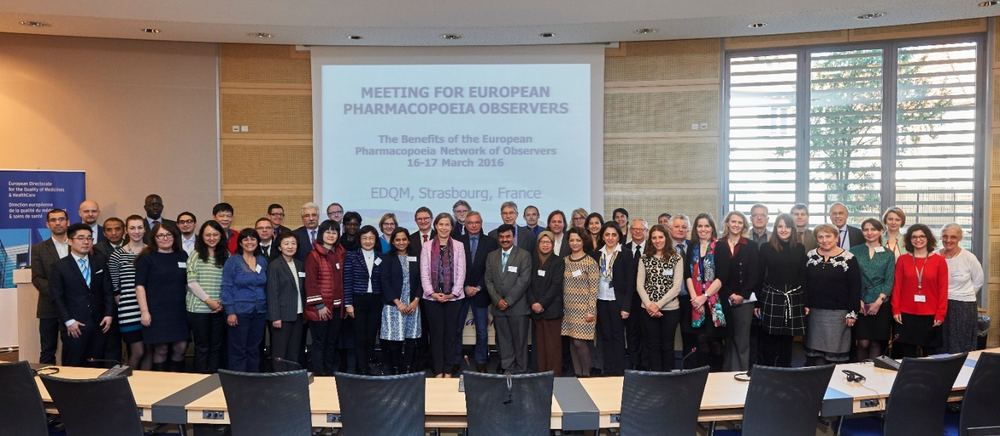 MEETING FOR EUROPEAN
PHARMACOPOEIA OBSERVERS
The Benefits of the European
Pharmacopoeia Network of Observers
16-17 March 2016
EDQM, Strasbourg, France
European Directorate
for the Quality of Medicines
& HealthCare
Direction européenne
de la qualité du médicament
& soins de santé